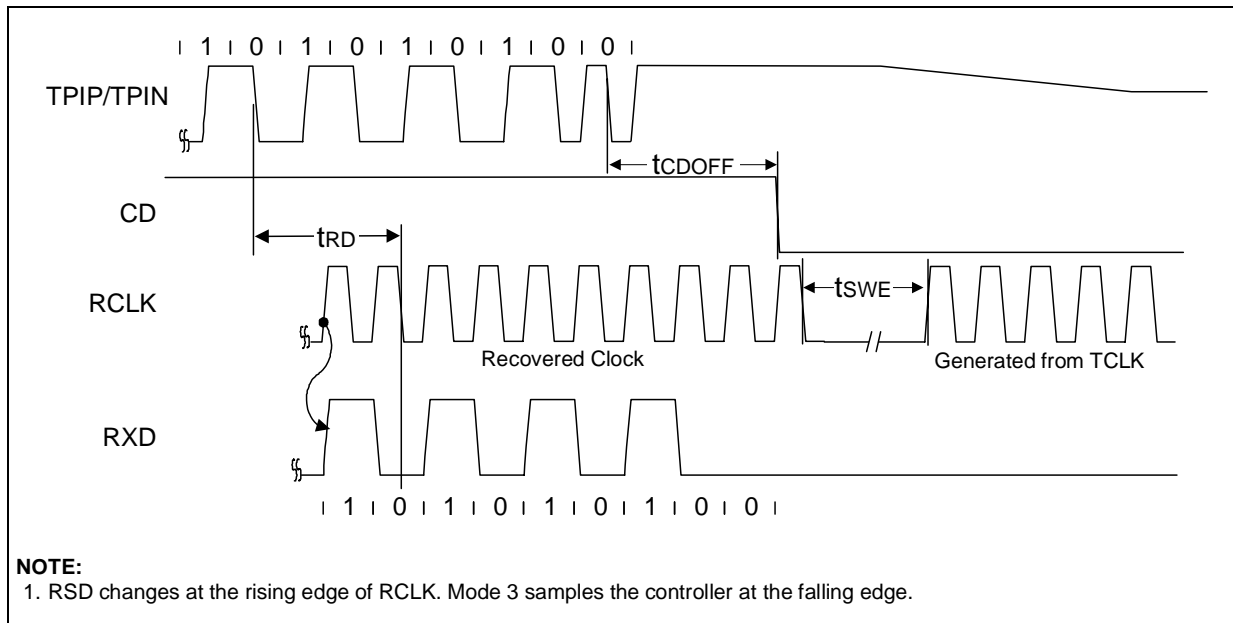 1 0 1 0 1 0 1 0 0
TPIP/TPIN
tCDOFF
CD
tRD
RCLK
tSWE
Recovered Clock
Generated from TCLK
RXD
1 0 1 0 1 0 1 0 0
NOTE:
1. RSD changes at the rising edge of RCLK. Mode 3 samples the controller at the falling edge.